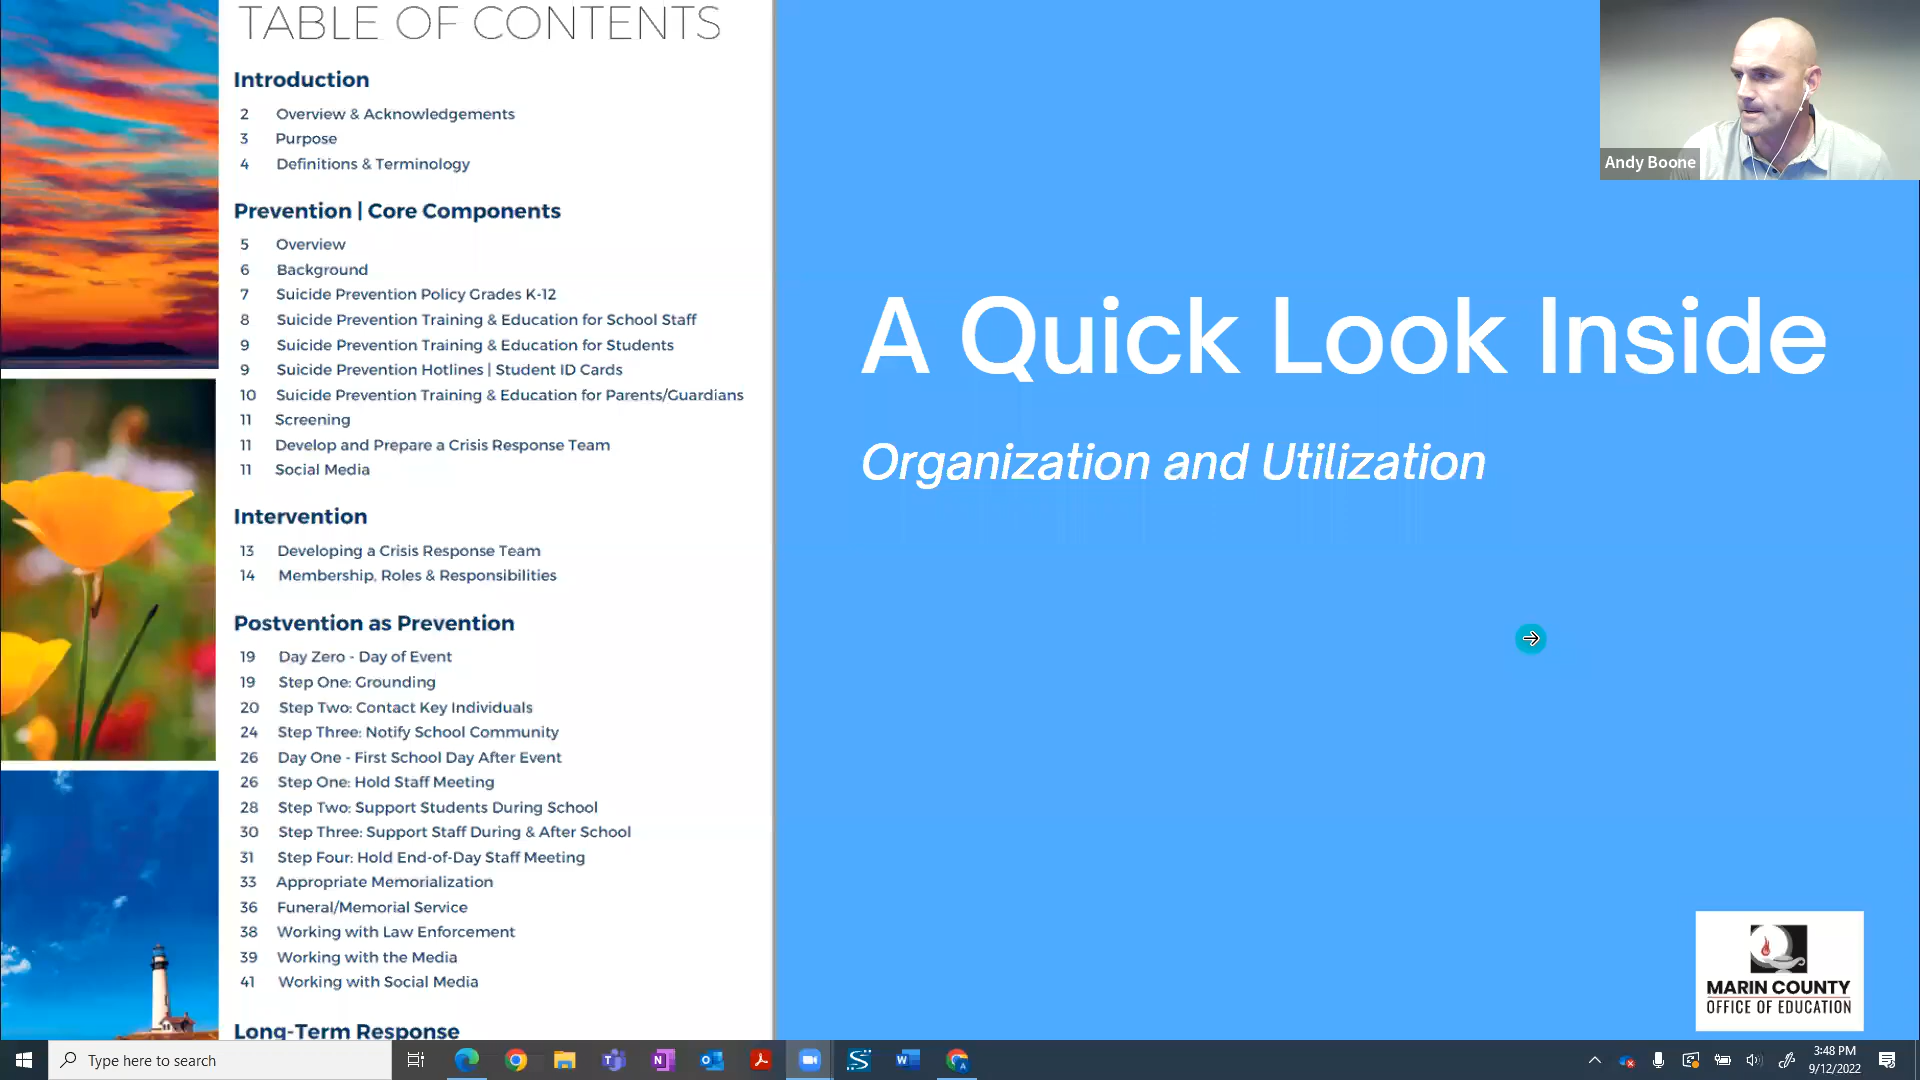 TABLE OF CONTENTS
Introduction
2 Overview & Acknowledgements
3 Purpose
4 Definitions & Terminology
Prevention | Core Components
5 Overview
6 Background
7 Suicide Prevention Policy Grades K-12
8 Suicide Prevention Training & Education for School Staff
9 Suicide Prevention Training & Education for Students
9 Suicide Prevention Hotlines | Student ID Cards
10 Suicide Prevention Training & Education for Parents/Guardians
11 Screening
11 Develop and Prepare a Crisis Response Team
11 Social Media
Intervention
13 Developing a Crisis Response Team
14 Membership, Roles & Responsibilities
Postvention as Prevention
19 Day Zero - Day of Event
19 Step One: Grounding
20 Step Two: Contact Key Individuals
24 Step Three: Notify School Community
26 Day One - First School Day After Event
26 Step One: Hold Staff Meeting
28 Step Two: Support Students During School
30 Step Three: Support Staff During & After School
31 Step Four: Hold End-of-Day Staff Meeting
33 Appropriate Memorialization
36 Funeral/Memorial Service
38 Working with Law Enforcement
39 Working with the Media
41 Working with Social Media
Long-Term Response
A Quick Look Inside
Organization and Utilization
Andy Boone
MARIN COUNTY
OFFICE OF EDUCATION
Type here to search
3:48 PM
9/12/2022